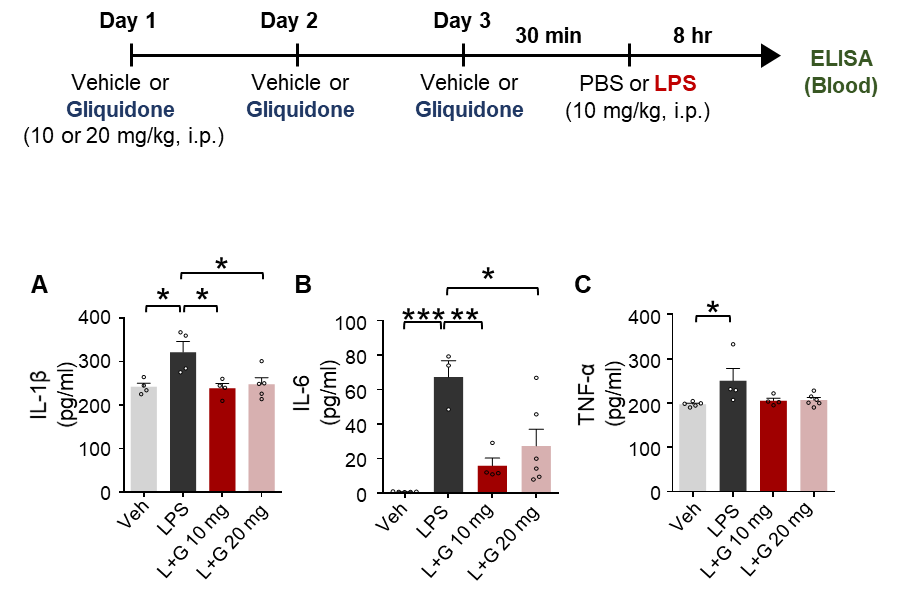 Day 1 Day 2 Day 3 30 min 8 hr
Vehicle or Vehicle or Vehicle or PBS or LPS ELISA
Gliquidone Gliquidone Gliquidone (10 mg/kg, i.p.) (Blood)
(10 or 20 mg/kg, i.p.)
A
* * *
IL-1β
(pg/ml)
400
300
200
100
0
Veh LPS L+G 10 mg L+G 20 mg
B
*
*** **
IL-6
(pg/ml)
100
80
60
40
20
0
Veh LPS L+G 10 mg L+G 20 mg
C
*
TNF-α
(pg/ml)
400
300
200
100
0
Veh LPS L+G 10 mg L+G 20 mg